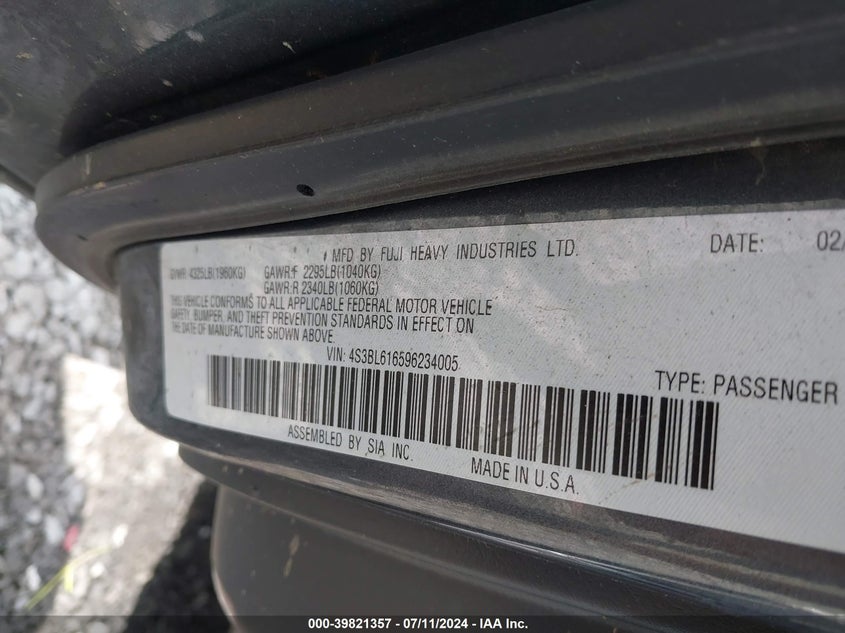 MFD BY FUJI HEAVY INDUSTRIES LTD. DATE: 02/
GVWR: 4325LB(1960KG) GAWR:F 2295LB(1040KG)
GAWR:R 2340LB(1060KG)
THIS VEHICLE CONFORMS TO ALL APPLICABLE FEDERAL MOTOR VEHICLE
SAFETY, BUMPER, AND THEFT PREVENTION STANDARDS IN EFFECT ON
THE DATE OF MANUFACTURE SHOWN ABOVE.
VIN: 4S3BL616596234005 TYPE: PASSENGER
ASSEMBLED BY SIA INC. MADE IN U.S.A.
000-39821357 - 07/11/2024 - IAA Inc.